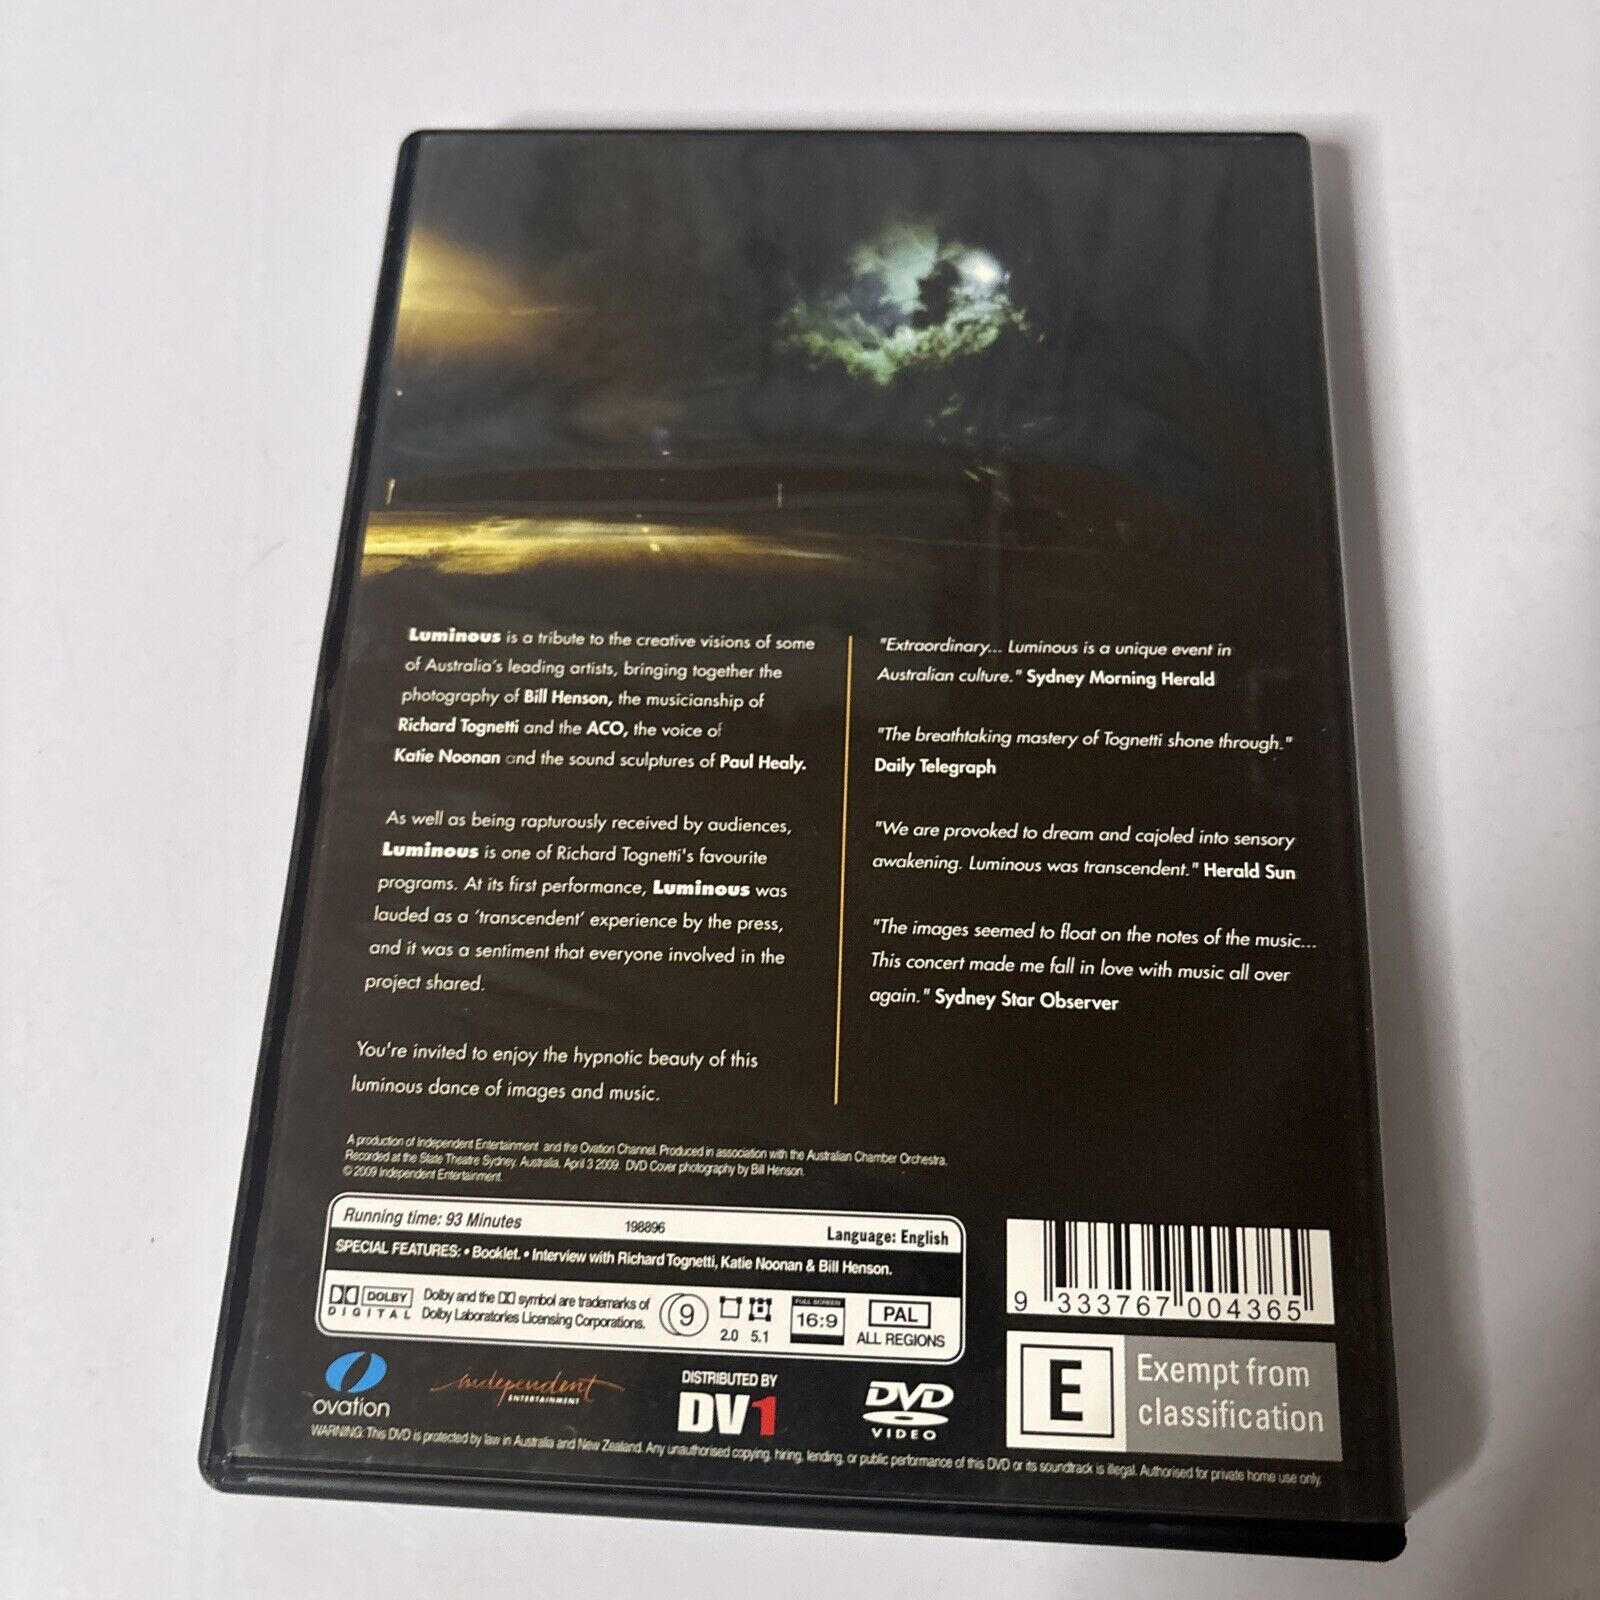 Luminous is a tribute to the creative visions of some
of Australia's leading artists, bringing together the
photography of Bill Henson, the musicianship of
Richard Tognetti and the ACO, the voice of
Katie Noonan and the sound sculptures of Paul Healy.
As well as being rapturously received by audiences,
Luminous is one of Richard Tognetti's favourite
programs. At its first performance, Luminous was
lauded as a 'transcendent' experience by the press,
and it was a sentiment that everyone involved in the
project shared.
You're invited to enjoy the hypnotic beauty of this
luminous dance of images and music.
"Extraordinary... Luminous is a unique event in
Australian culture." Sydney Morning Herald
"The breathtaking mastery of Tognetti shone through."
Daily Telegraph
"We are provoked to dream and cajoled into sensory
awakening. Luminous was transcendent." Herald Sun
"The images seemed to float on the notes of the music...
This concert made me fall in love with music all over
again." Sydney Star Observer
A production of Independent Entertainment and the Ovation Channel. Produced in association with the Australian Chamber Orchestra.
Recorded at the State Theatre Sydney, Australia, April 3 2009. DVD Cover photography by Bill Henson.
© 2009 Independent Entertainment.
Running time: 93 Minutes 198896 Language: English
SPECIAL FEATURES: • Booklet. • Interview with Richard Tognetti, Katie Noonan & Bill Henson.
DOLBY
DIGITAL
Dolby and the DD symbol are trademarks of
Dolby Laboratories Licensing Corporations.
9
2.0 5.1
FULL SCREEN
16:9
PAL
ALL REGIONS
9 333767 004365
E
Exempt from
classification
ovation
independent
ENTERTAINMENT
DISTRIBUTED BY
DV1
DVD
VIDEO
WARNING: This DVD is protected by law in Australia and New Zealand. Any unauthorised copying, hiring, lending, or public performance of this DVD or its soundtrack is illegal. Authorised for private home use only.